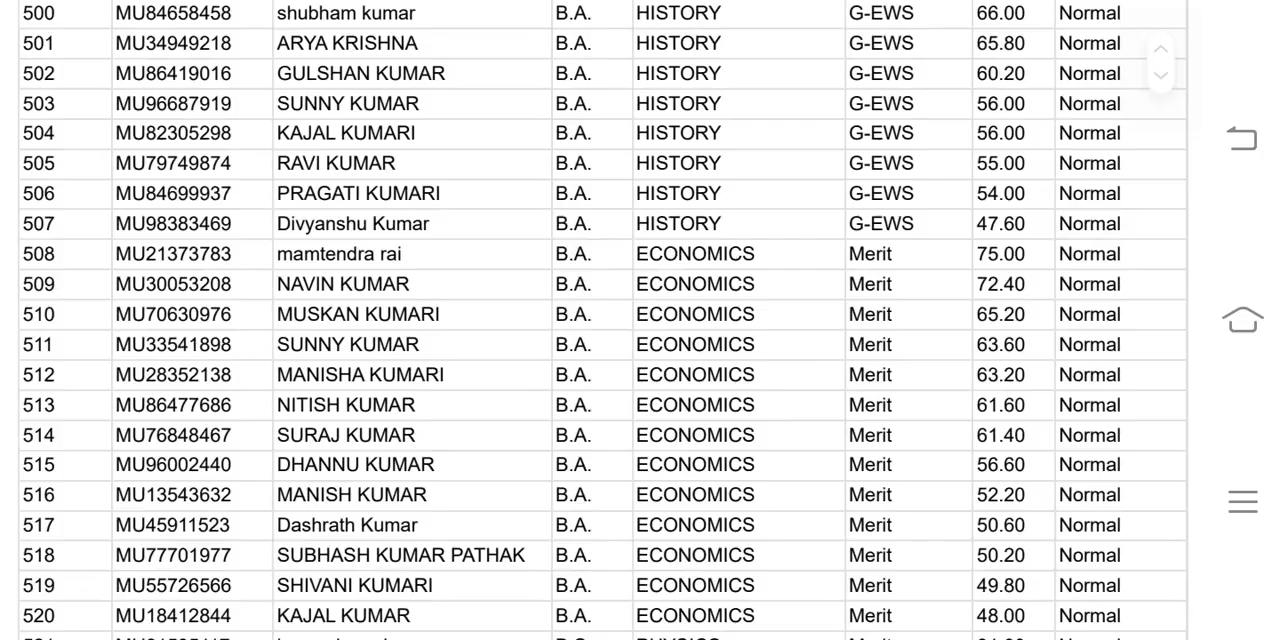 500 MU84658458 shubham kumar B.A. HISTORY G-EWS 66.00 Normal
501 MU34949218 ARYA KRISHNA B.A. HISTORY G-EWS 65.80 Normal
502 MU86419016 GULSHAN KUMAR B.A. HISTORY G-EWS 60.20 Normal
503 MU96687919 SUNNY KUMAR B.A. HISTORY G-EWS 56.00 Normal
504 MU82305298 KAJAL KUMARI B.A. HISTORY G-EWS 56.00 Normal
505 MU79749874 RAVI KUMAR B.A. HISTORY G-EWS 55.00 Normal
506 MU84699937 PRAGATI KUMARI B.A. HISTORY G-EWS 54.00 Normal
507 MU98383469 Divyanshu Kumar B.A. HISTORY G-EWS 47.60 Normal
508 MU21373783 mamtendra rai B.A. ECONOMICS Merit 75.00 Normal
509 MU30053208 NAVIN KUMAR B.A. ECONOMICS Merit 72.40 Normal
510 MU70630976 MUSKAN KUMARI B.A. ECONOMICS Merit 65.20 Normal
511 MU33541898 SUNNY KUMAR B.A. ECONOMICS Merit 63.60 Normal
512 MU28352138 MANISHA KUMARI B.A. ECONOMICS Merit 63.20 Normal
513 MU86477686 NITISH KUMAR B.A. ECONOMICS Merit 61.60 Normal
514 MU76848467 SURAJ KUMAR B.A. ECONOMICS Merit 61.40 Normal
515 MU96002440 DHANNU KUMAR B.A. ECONOMICS Merit 56.60 Normal
516 MU13543632 MANISH KUMAR B.A. ECONOMICS Merit 52.20 Normal
517 MU45911523 Dashrath Kumar B.A. ECONOMICS Merit 50.60 Normal
518 MU77701977 SUBHASH KUMAR PATHAK B.A. ECONOMICS Merit 50.20 Normal
519 MU55726566 SHIVANI KUMARI B.A. ECONOMICS Merit 49.80 Normal
520 MU18412844 KAJAL KUMAR B.A. ECONOMICS Merit 48.00 Normal